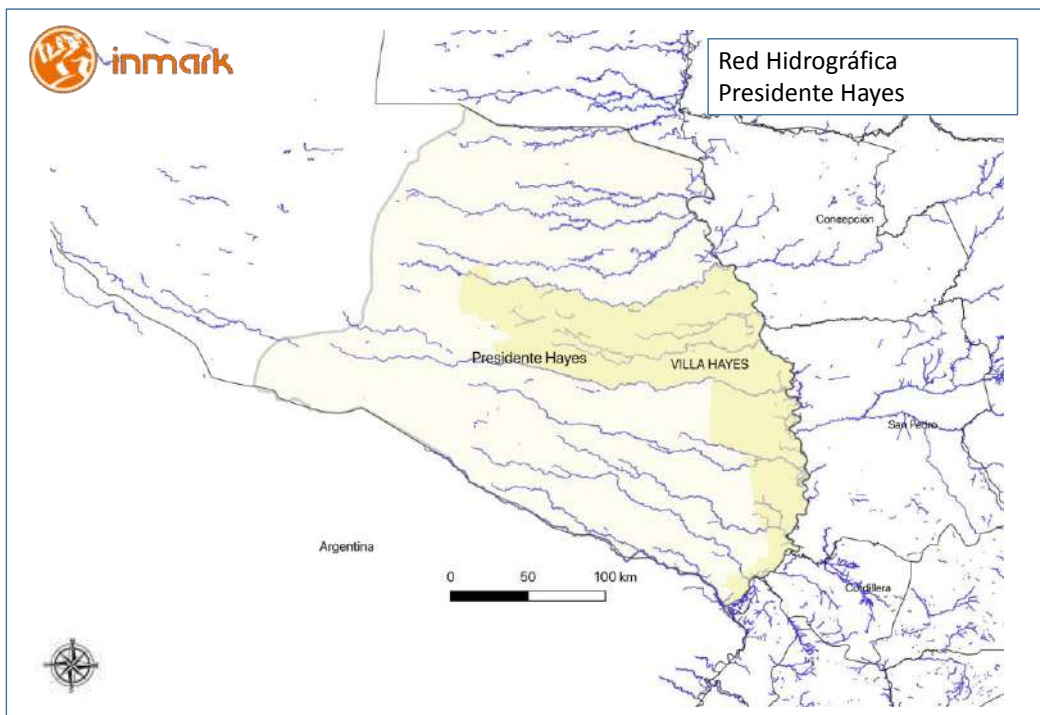 inmark
Red Hidrográfica
Presidente Hayes
Concepción
Presidente Hayes
VILLA HAYES
San Pedro
Argentina
0 50 100 km
Cordillera